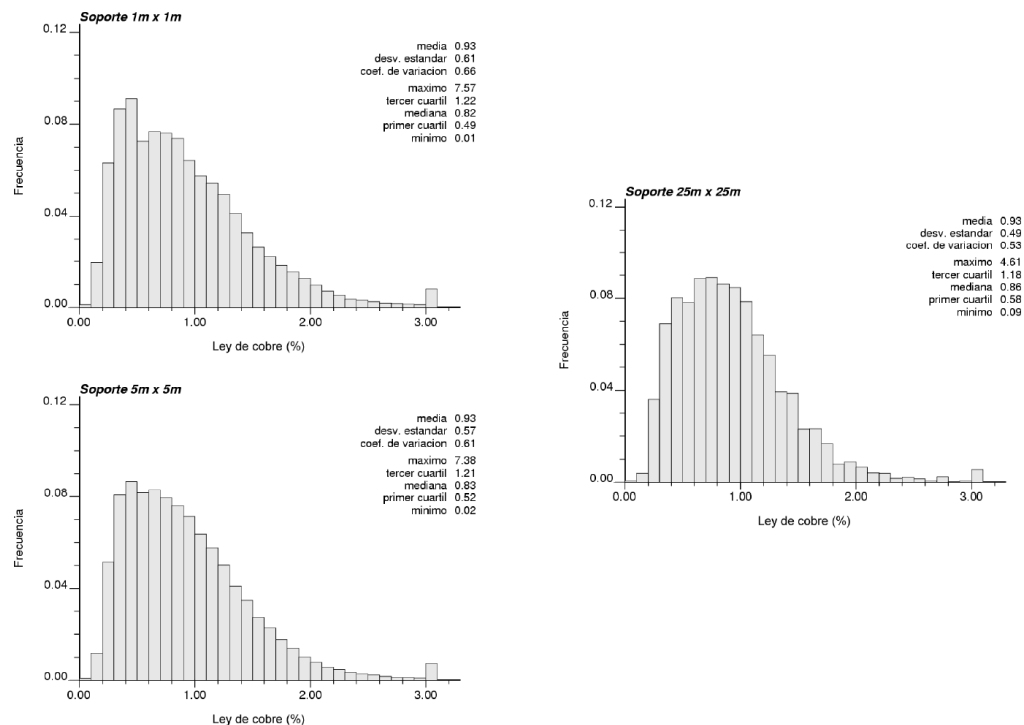 Soporte 1m x 1m
0.12
0.08
0.04
0.00
Frecuencia
media 0.93
desv. estandar 0.61
coef. de variacion 0.66
maximo 7.57
tercer cuartil 1.22
mediana 0.82
primer cuartil 0.49
minimo 0.01
0.00 1.00 2.00 3.00
Ley de cobre (%)
Soporte 5m x 5m
0.12
0.08
0.04
0.00
Frecuencia
media 0.93
desv. estandar 0.57
coef. de variacion 0.61
maximo 7.38
tercer cuartil 1.21
mediana 0.83
primer cuartil 0.52
minimo 0.02
0.00 1.00 2.00 3.00
Ley de cobre (%)
Soporte 25m x 25m
0.12
0.08
0.04
0.00
Frecuencia
media 0.93
desv. estandar 0.49
coef. de variacion 0.53
maximo 4.61
tercer cuartil 1.18
mediana 0.86
primer cuartil 0.58
minimo 0.09
0.00 1.00 2.00 3.00
Ley de cobre (%)